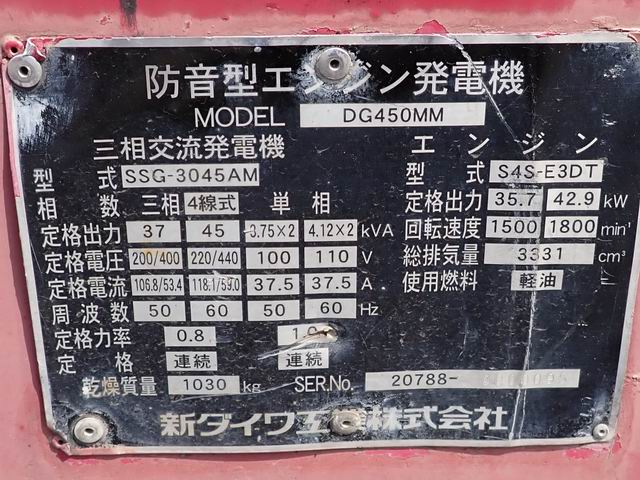 防音型エンジン発電機
MODEL DG450MM
三相交流発電機
型式 SSG-3045AM
相数 三相 4線式 単相
定格出力 37 45 3.75×2 4.12×2 kVA
定格電圧 200/400 220/440 100 110 V
定格電流 106.8/53.4 118.1/59.0 37.5 37.5 A
周波数 50 60 50 60 Hz
定格力率 0.8 1.0
定格 連続 連続
乾燥質量 1030 kg
エンジン
型式 S4S-E3DT
定格出力 35.7 42.9 kW
回転速度 1500 1800 min⁻¹
総排気量 3331 cm³
使用燃料 軽油
SER.No. 20788-
新ダイワ工業株式会社